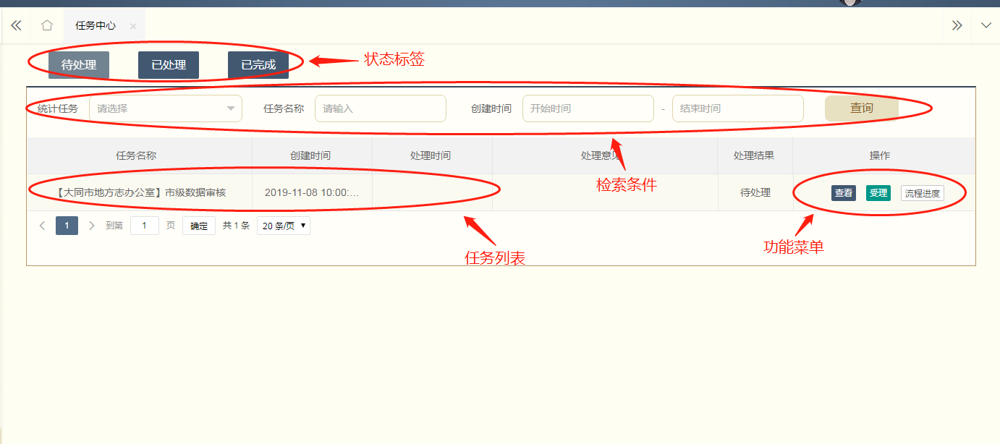 任务中心
待处理 已处理 已完成 状态标签
统计任务 请选择 任务名称 请输入 创建时间 开始时间 - 结束时间 查询
任务名称 创建时间 处理时间 处理意见 处理结果 操作
检索条件
【大同市地方志办公室】市级数据审核 2019-11-08 10:00:... 待处理 查看 受理 流程进度
1 到第 1 页 确定 共 1 条 20 条/页
功能菜单
任务列表